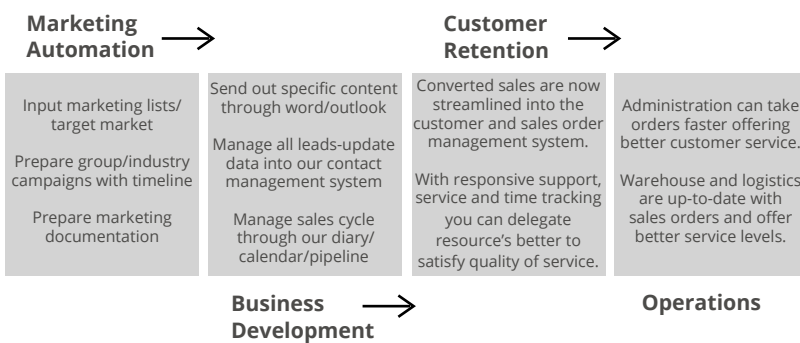 Marketing
Automation
Customer
Retention
Input marketing lists/
target market
Prepare group/industry
campaigns with timeline
Prepare marketing
documentation
Send out specific content
through word/outlook
Manage all leads-update
data into our contact
management system
Manage sales cycle
through our diary/
calendar/pipeline
Converted sales are now
streamlined into the
customer and sales order
management system.
With responsive support,
service and time tracking
you can delegate
resource's better to
satisfy quality of service.
Administration can take
orders faster offering
better customer service.
Warehouse and logistics
are up-to-date with
sales orders and offer
better service levels.
Business
Development
Operations